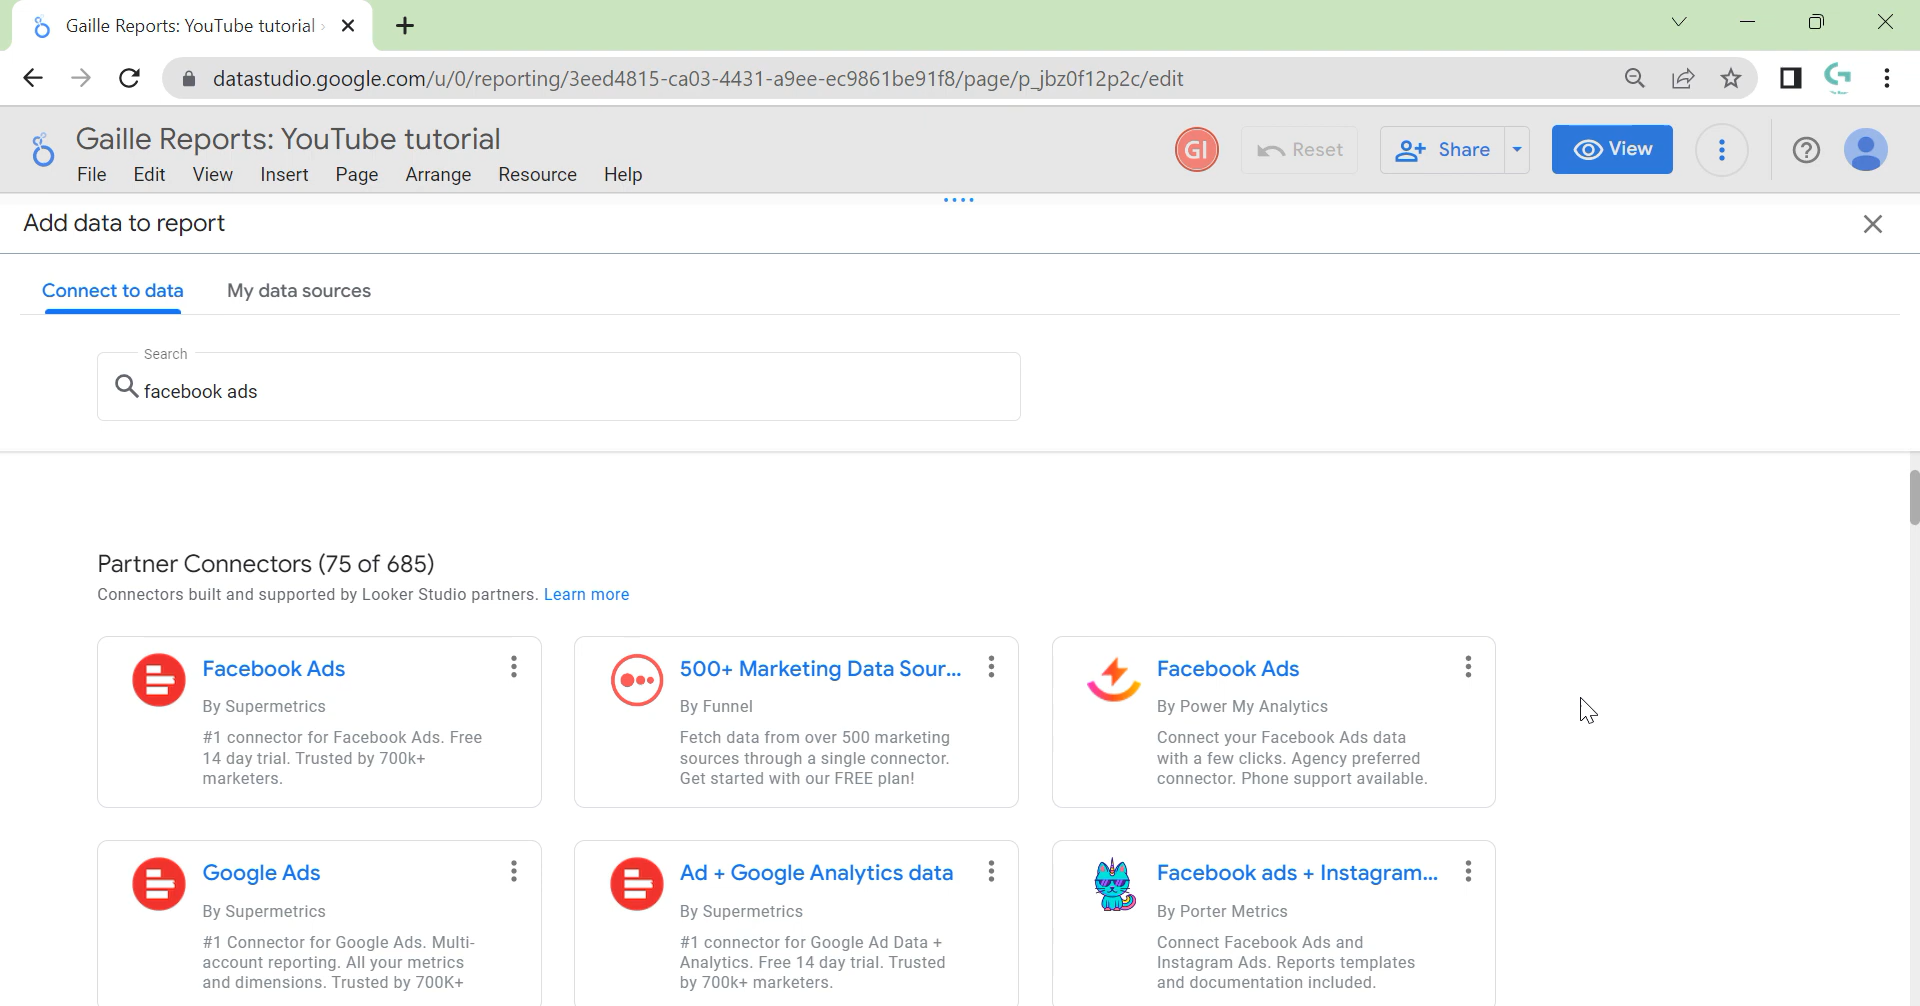 Gaille Reports: YouTube tutorial
datastudio.google.com/u/0/reporting/3eed4815-ca03-4431-a9ee-ec9861be91f8/page/p_jbz0f12p2c/edit
Gaille Reports: YouTube tutorial
File Edit View Insert Page Arrange Resource Help
GI Reset Share View
Add data to report
Connect to data My data sources
Search
facebook ads
Partner Connectors (75 of 685)
Connectors built and supported by Looker Studio partners. Learn more
Facebook Ads
By Supermetrics
#1 connector for Facebook Ads. Free
14 day trial. Trusted by 700k+
marketers.
500+ Marketing Data Sour...
By Funnel
Fetch data from over 500 marketing
sources through a single connector.
Get started with our FREE plan!
Facebook Ads
By Power My Analytics
Connect your Facebook Ads data
with a few clicks. Agency preferred
connector. Phone support available.
Google Ads
By Supermetrics
#1 Connector for Google Ads. Multi-
account reporting. All your metrics
and dimensions. Trusted by 700K+
Ad + Google Analytics data
By Supermetrics
#1 connector for Google Ad Data +
Analytics. Free 14 day trial. Trusted
by 700k+ marketers.
Facebook ads + Instagram...
By Porter Metrics
Connect Facebook Ads and
Instagram Ads. Reports templates
and documentation included.